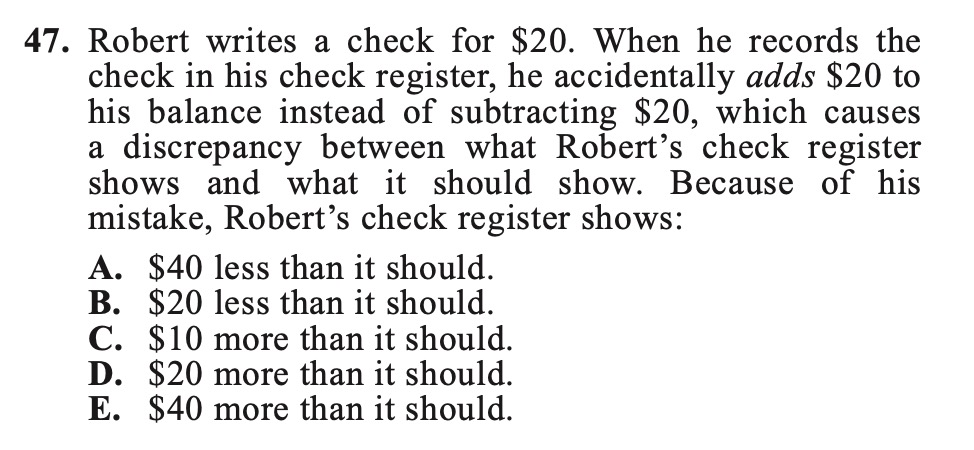 47. Robert writes a check for $20. When he records the
check in his check register, he accidentally adds $20 to
his balance instead of subtracting $20, which causes
a discrepancy between what Robert’s check register
shows and what it should show. Because of his
mistake, Robert’s check register shows:
A. $40 less than it should.
B. $20 less than it should.
C. $10 more than it should.
D. $20 more than it should.
E. $40 more than it should.